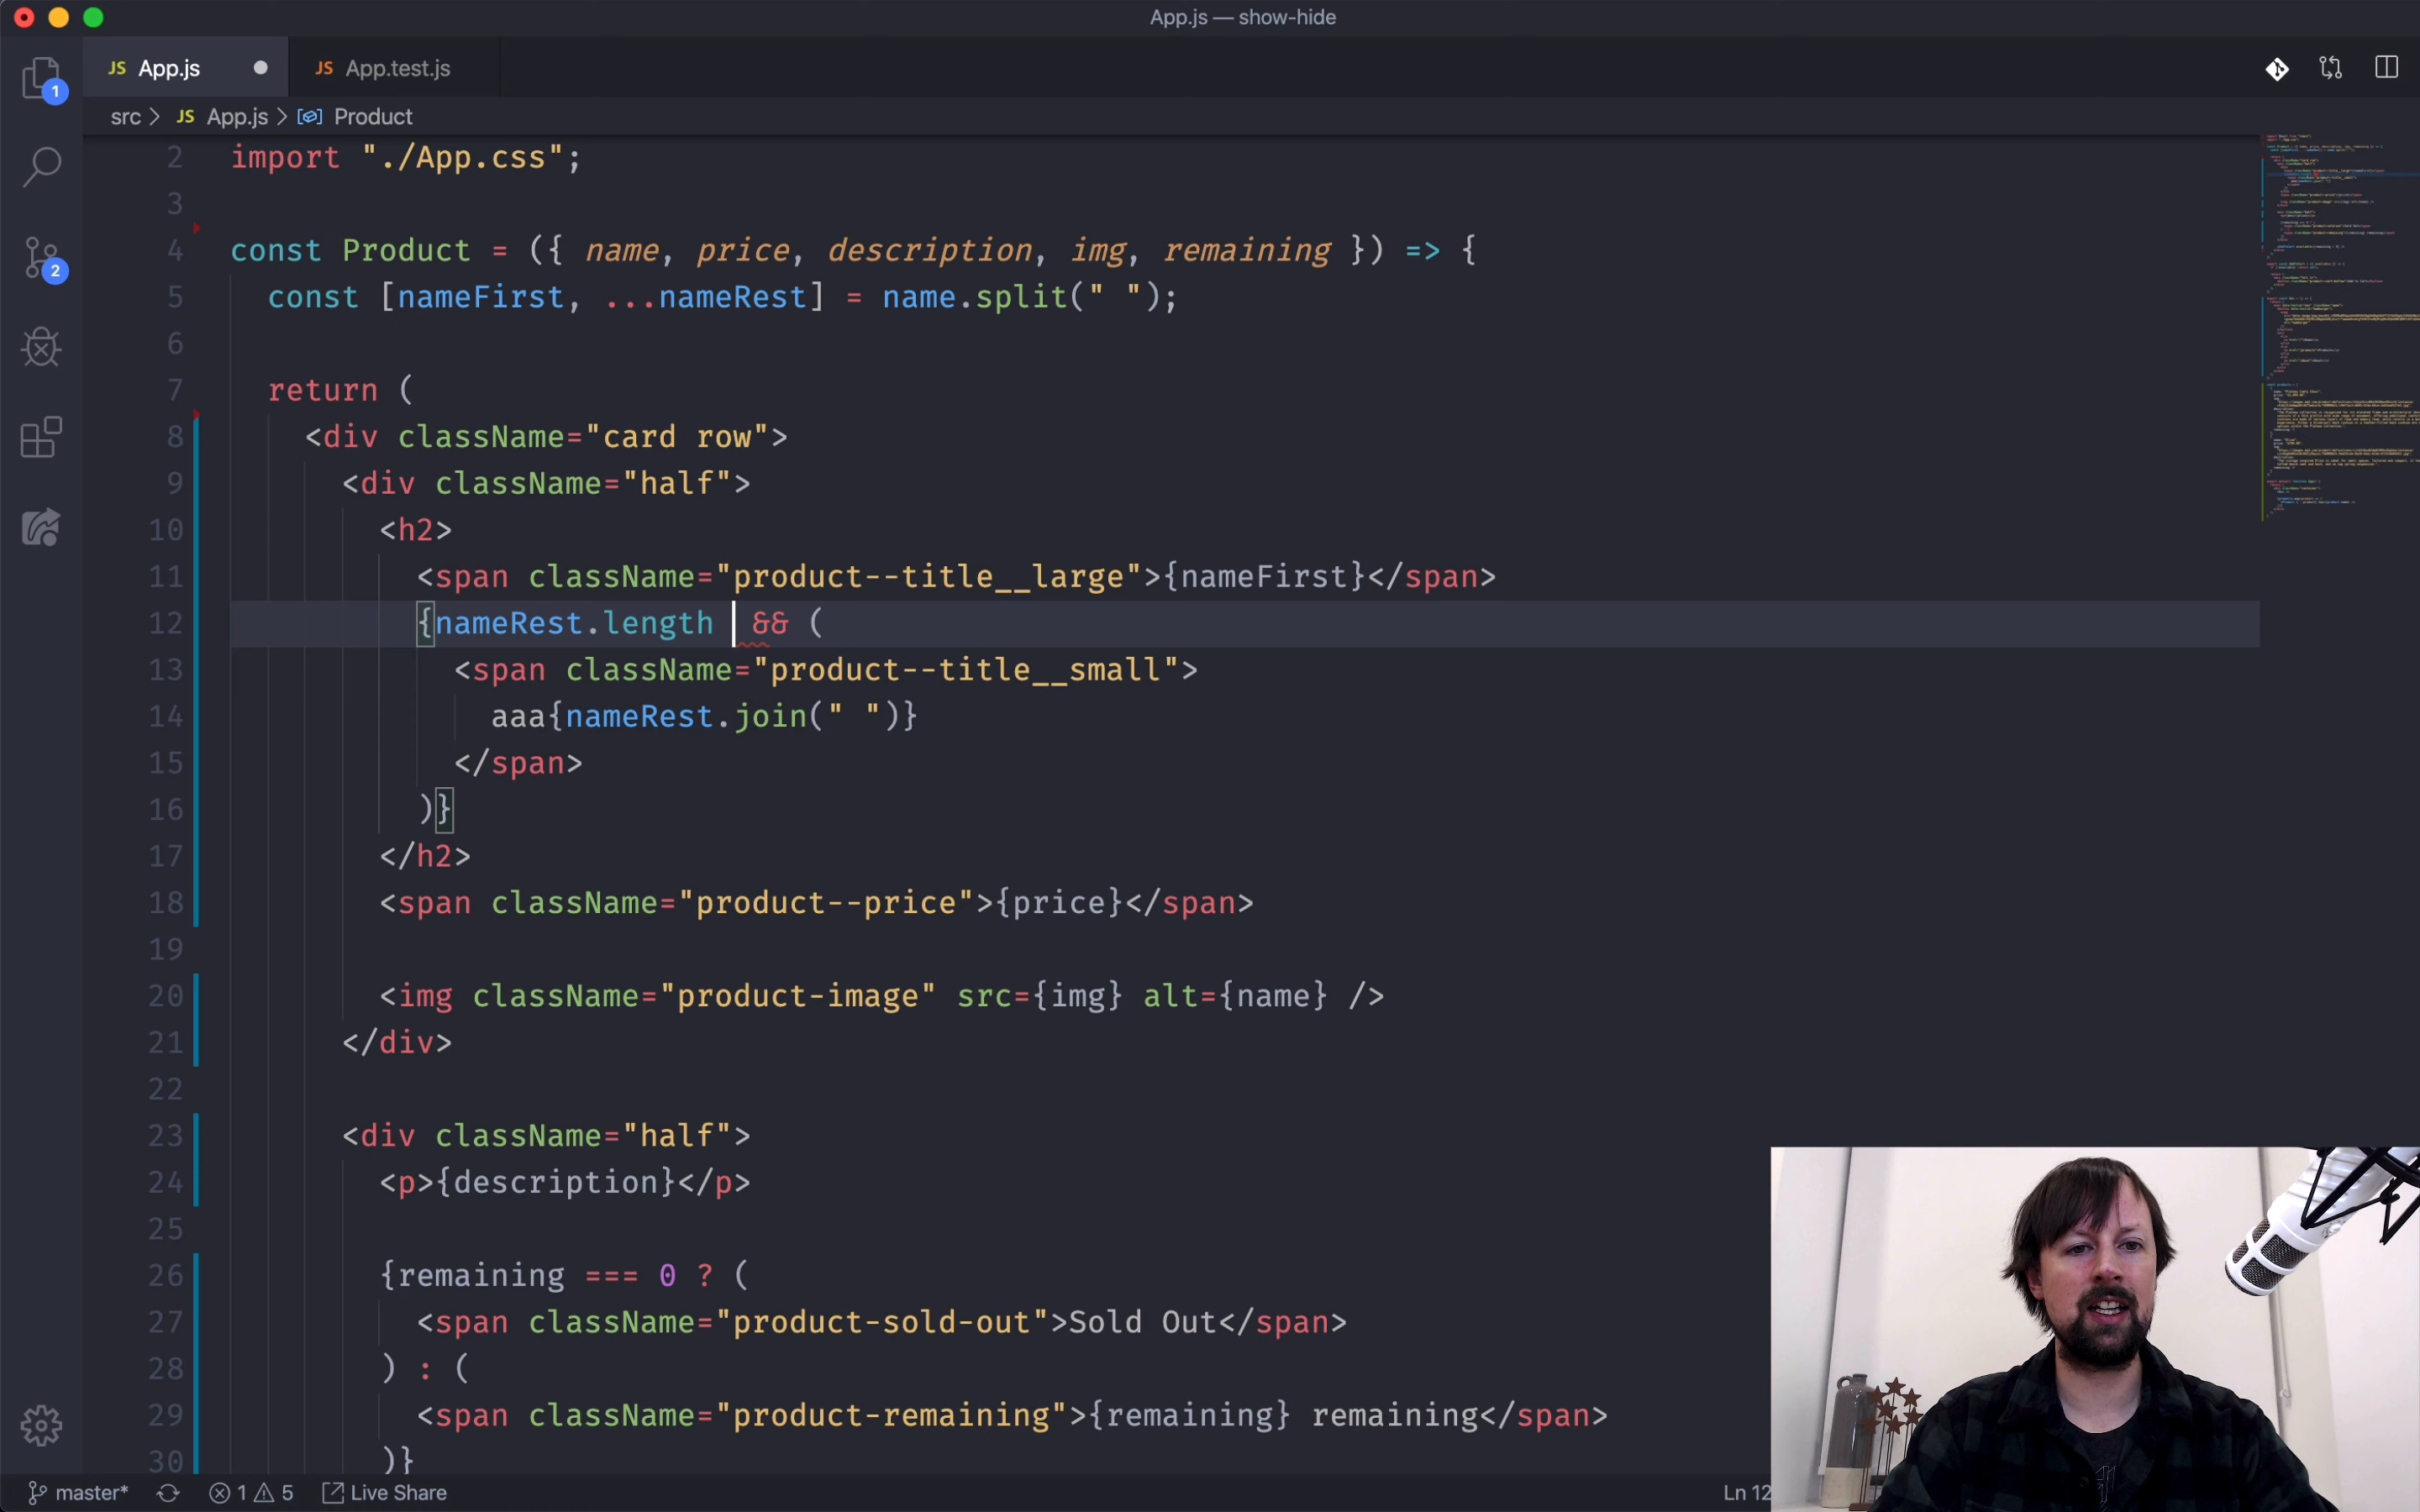 App.js — show-hide
JS App.js
JS App.test.js
1
src > JS App.js > Product
2 import "./App.css";
3
4 const Product = ({ name, price, description, img, remaining }) => {
5 const [nameFirst, ...nameRest] = name.split(" ");
6
7 return (
8 <div className="card row">
9 <div className="half">
10 <h2>
11 <span className="product--title__large">{nameFirst}</span>
12 {nameRest.length  && (
13 <span className="product--title__small">
14 aaa{nameRest.join(" ")}
15 </span>
16 )}
17 </h2>
18 <span className="product--price">{price}</span>
19
20 <img className="product-image" src={img} alt={name} />
21 </div>
22
23 <div className="half">
24 <p>{description}</p>
25
26 {remaining === 0 ? (
27 <span className="product-sold-out">Sold Out</span>
28 ) : (
29 <span className="product-remaining">{remaining} remaining</span>
30 )}
2
master* 1 5 Live Share
Ln 12